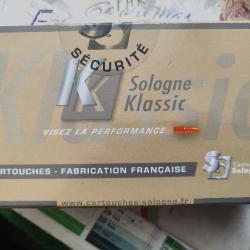 SÉCURITÉ
K
Sologne
Klassic
VISEZ LA PERFORMANCE
CARTOUCHES - FABRICATION FRANÇAISE
www.cartouches-sologne.fr